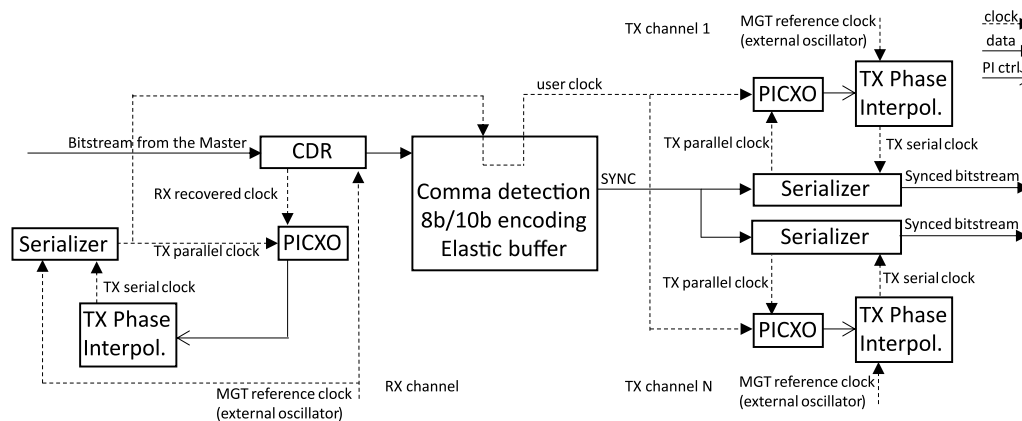 TX channel 1
MGT reference clock
(external oscillator)
clock
data
PI ctrl
user clock
PICXO
TX Phase
Interpol.
Bitstream from the Master
CDR
TX parallel clock
TX serial clock
RX recovered clock
Comma detection
8b/10b encoding
Elastic buffer
SYNC
Serializer
Synced bitstream
Serializer
TX parallel clock
PICXO
Serializer
Synced bitstream
TX serial clock
TX Phase
Interpol.
TX parallel clock
TX serial clock
PICXO
TX Phase
Interpol.
MGT reference clock
(external oscillator)
RX channel
TX channel N
MGT reference clock
(external oscillator)